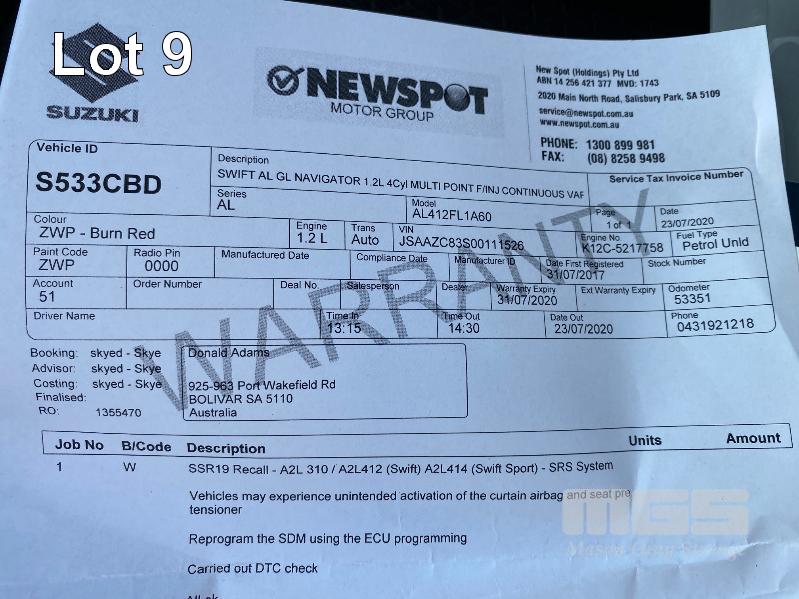 Lot 9
SUZUKI
NEWSPOT
MOTOR GROUP
New Spot (Holdings) Pty Ltd
ABN 14 256 421 377 MVD: 1743
2020 Main North Road, Salisbury Park, SA 5109
service@newspot.com.au
www.newspot.com.au
PHONE: 1300 899 981
FAX: (08) 8258 9498
Vehicle ID
S533CBD
Description
SWIFT AL GL NAVIGATOR 1.2L 4Cyl MULTI POINT F/INJ CONTINUOUS VAR
Service Tax Invoice Number
Series
AL
Model
AL412FL1A60
Page
1 of 1
Date
23/07/2020
Colour
ZWP - Burn Red
Engine
1.2 L
Trans
Auto
VIN
JSAAZC83S00111526
Engine No
K12C-5217758
Fuel Type
Petrol Unld
Paint Code
ZWP
Radio Pin
0000
Manufactured Date
Compliance Date
Manufacturer ID
Date First Registered
31/07/2017
Stock Number
Account
51
Order Number
Deal No.
Salesperson
Dealer
Warranty Expiry
31/07/2020
Ext Warranty Expiry
Odometer
53351
Driver Name
Time In
13:15
Time Out
14:30
Date Out
23/07/2020
Phone
0431921218
WARRANTY
Booking: skyed - Skye
Advisor: skyed - Skye
Costing: skyed - Skye
Finalised:
RO: 1355470
Donald Adams
925-963 Port Wakefield Rd
BOLIVAR SA 5110
Australia
Job No B/Code Description Units Amount
1 W SSR19 Recall - A2L 310 / A2L412 (Swift) A2L414 (Swift Sport) - SRS System
Vehicles may experience unintended activation of the curtain airbag and seat pre
tensioner
Reprogram the SDM using the ECU programming
Carried out DTC check
MGS
Mason Gray Strange